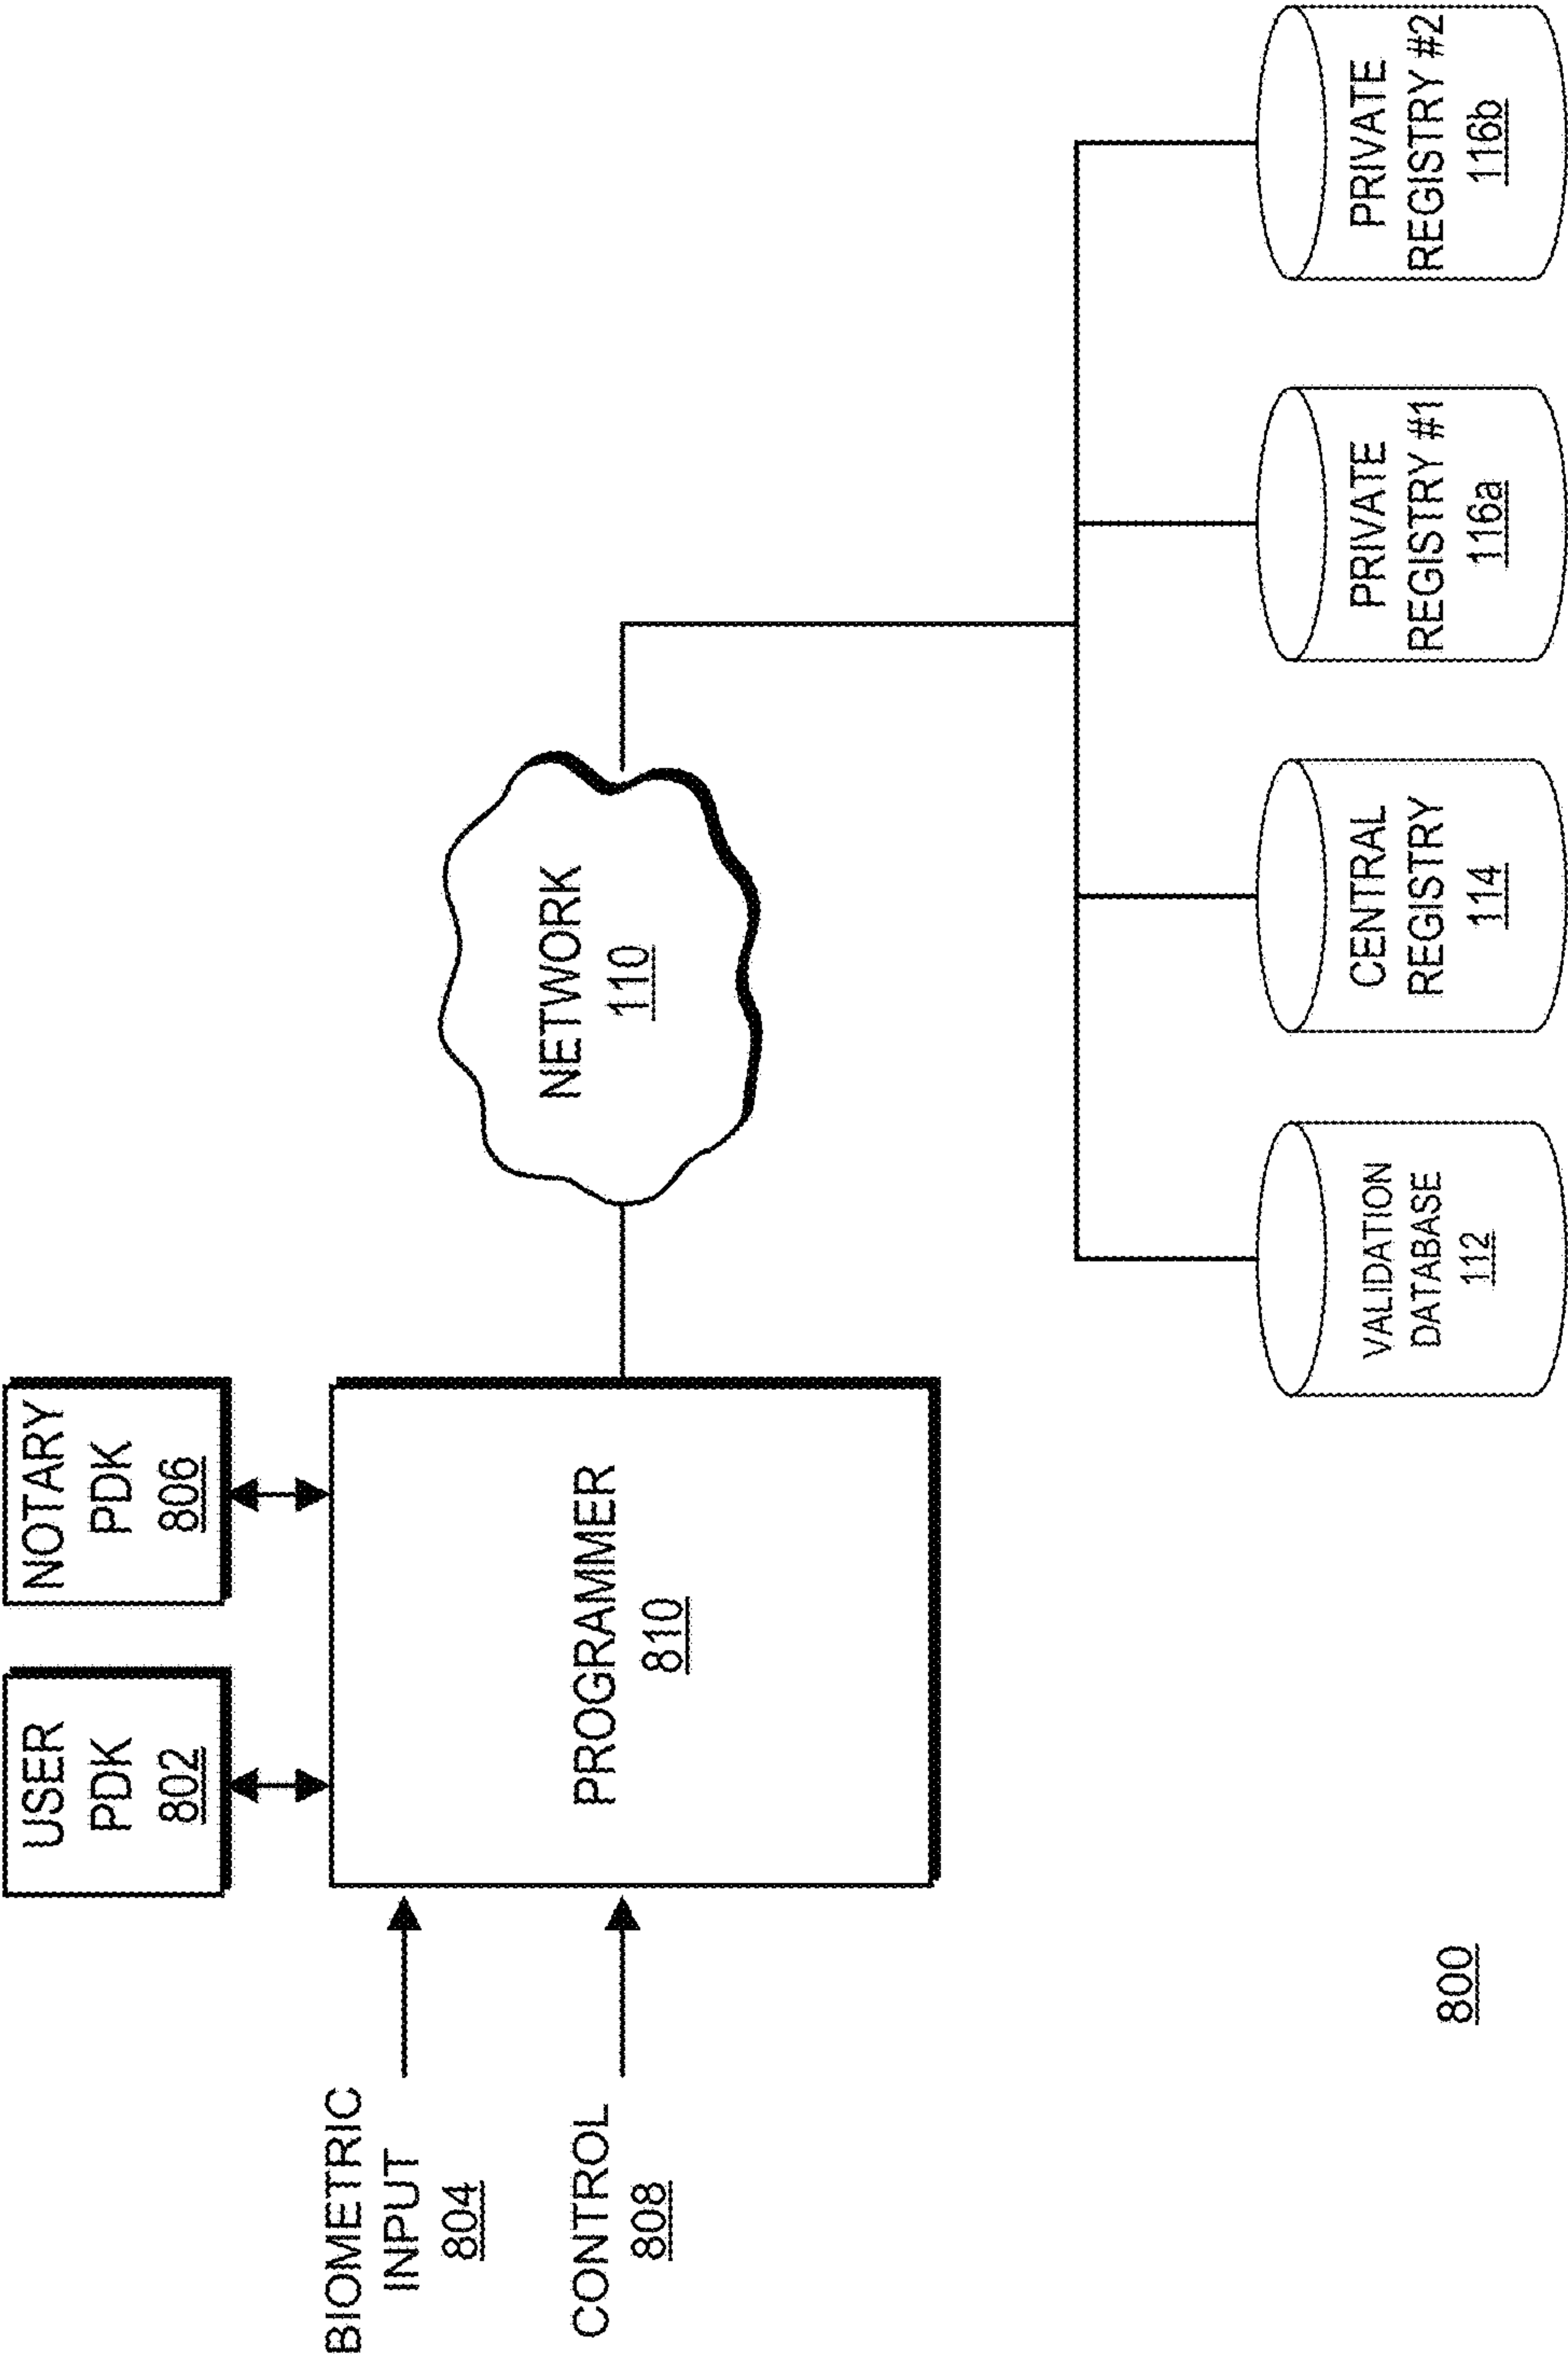 USER
PDK
802
NOTARY
PDK
806
BIOMETRIC
INPUT
804
CONTROL
808
PROGRAMMER
810
NETWORK
110
VALIDATION
DATABASE
112
CENTRAL
REGISTRY
114
PRIVATE
REGISTRY #1
116a
PRIVATE
REGISTRY #2
116b
800